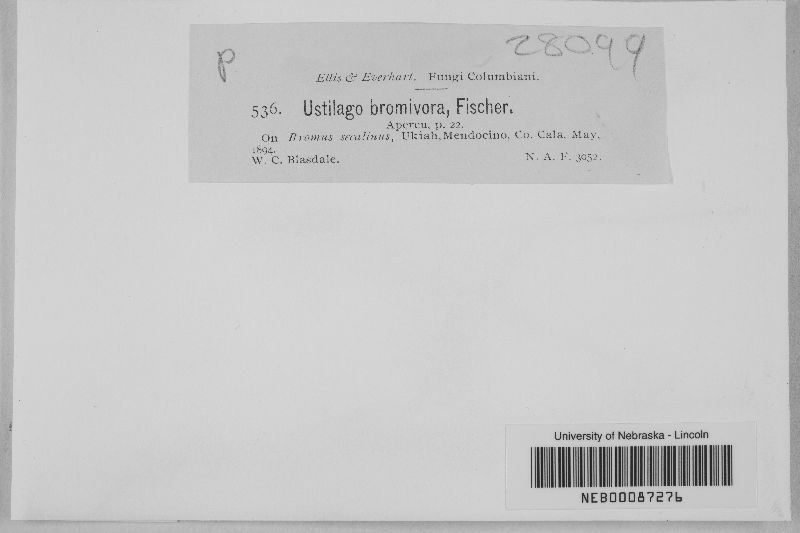 P
28099
Ellis & Everhart. Fungi Columbiani.
536. Ustilago bromivora, Fischer.
Apercu, p. 22.
On Bromus secalinus, Ukiah, Mendocino, Co. Cala. May,
1894.
W. C. Blasdale.
N. A. F. 3052.
University of Nebraska - Lincoln
NEB00087276